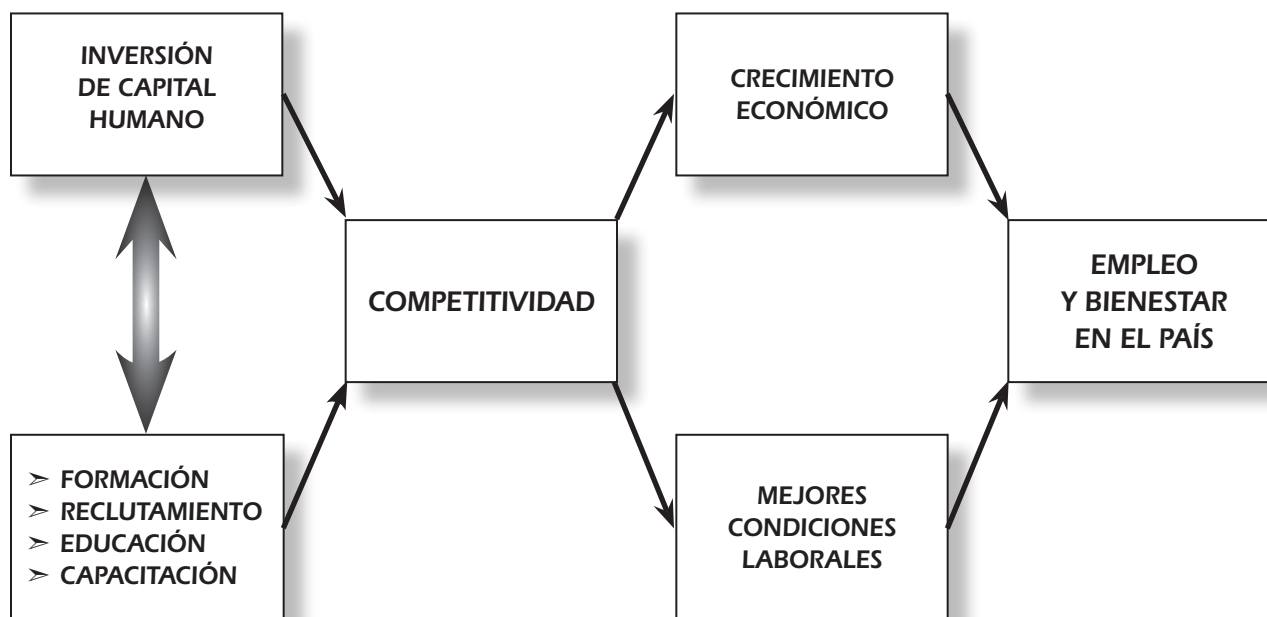 INVERSIÓN
DE CAPITAL
HUMANO
➣ FORMACIÓN
➣ RECLUTAMIENTO
➣ EDUCACIÓN
➣ CAPACITACIÓN
COMPETITIVIDAD
CRECIMIENTO
ECONÓMICO
MEJORES
CONDICIONES
LABORALES
EMPLEO
Y BIENESTAR
EN EL PAÍS